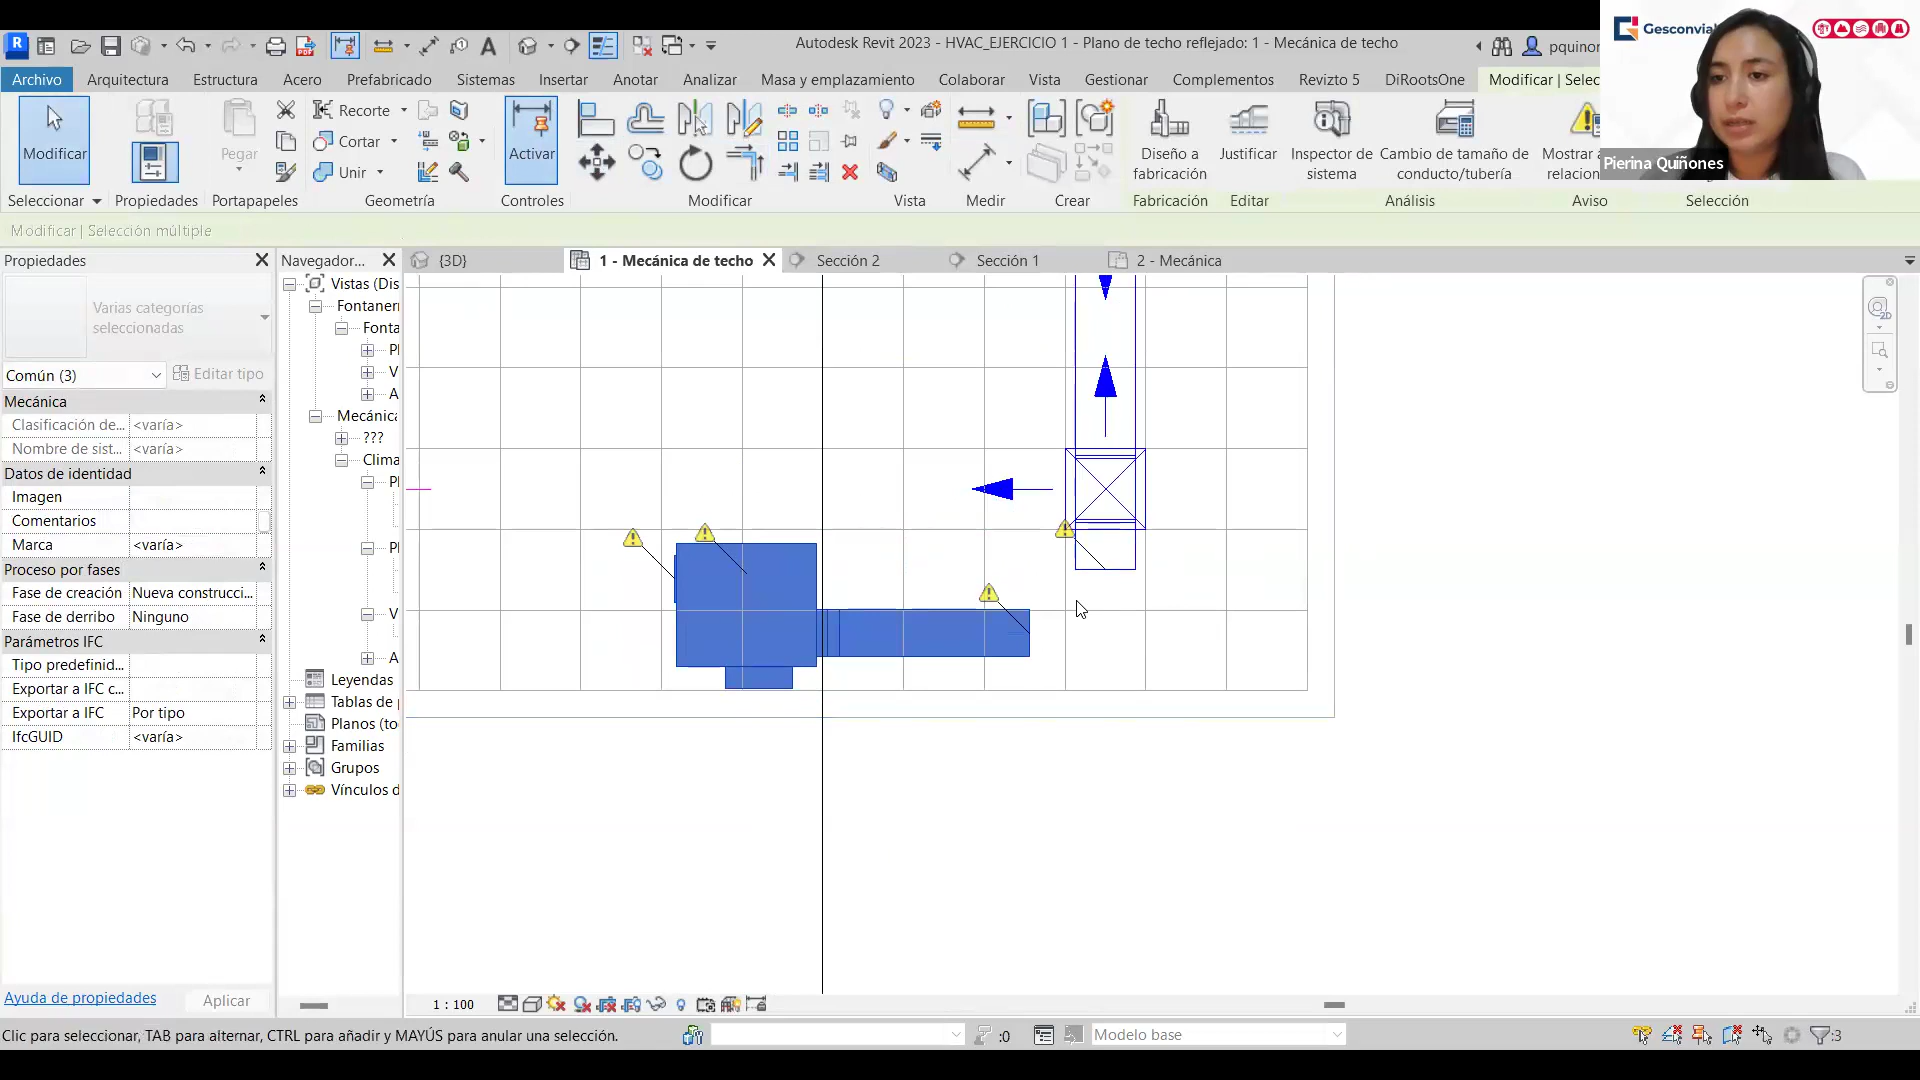 Autodesk Revit 2023 - HVAC_EJERCICIO 1 - Plano de techo reflejado: 1 - Mecánica de techo
pquinor
Gesconvial
Archivo Arquitectura Estructura Acero Prefabricado Sistemas Insertar Anotar Analizar Masa y emplazamiento Colaborar Vista Gestionar Complementos Revizto 5 DiRootsOne Modificar | Selec
Modificar
Pegar
Recorte
Cortar
Unir
Activar
Diseño a fabricación
Justificar
Inspector de sistema
Cambio de tamaño de conducto/tubería
Mostrar
relacion
Pierina Quiñones
Seleccionar Propiedades Portapapeles Geometría Controles Modificar Vista Medir Crear Fabricación Editar Análisis Aviso Selección
Modificar | Selección múltiple
Propiedades
Navegador...
{3D}
1 - Mecánica de techo
Sección 2
Sección 1
2 - Mecánica
2D
Varias categorías seleccionadas
Común (3)
Editar tipo
Mecánica
Clasificación de... <varía>
Nombre de sist... <varía>
Datos de identidad
Imagen
Comentarios
Marca <varía>
Proceso por fases
Fase de creación Nueva construcci...
Fase de derribo Ninguno
Parámetros IFC
Tipo predefinid...
Exportar a IFC c...
Exportar a IFC Por tipo
IfcGUID <varía>
Vistas (Dis
Fontaner
Fonta
Pl
V
A
Mecánica
???
Clima
Pl
Pl
V
A
Leyendas
Tablas de
Planos (to
Familias
Grupos
Vínculos d
Ayuda de propiedades
Aplicar
1 : 100
Clic para seleccionar, TAB para alternar, CTRL para añadir y MAYÚS para anular una selección.
:0
Modelo base
:3